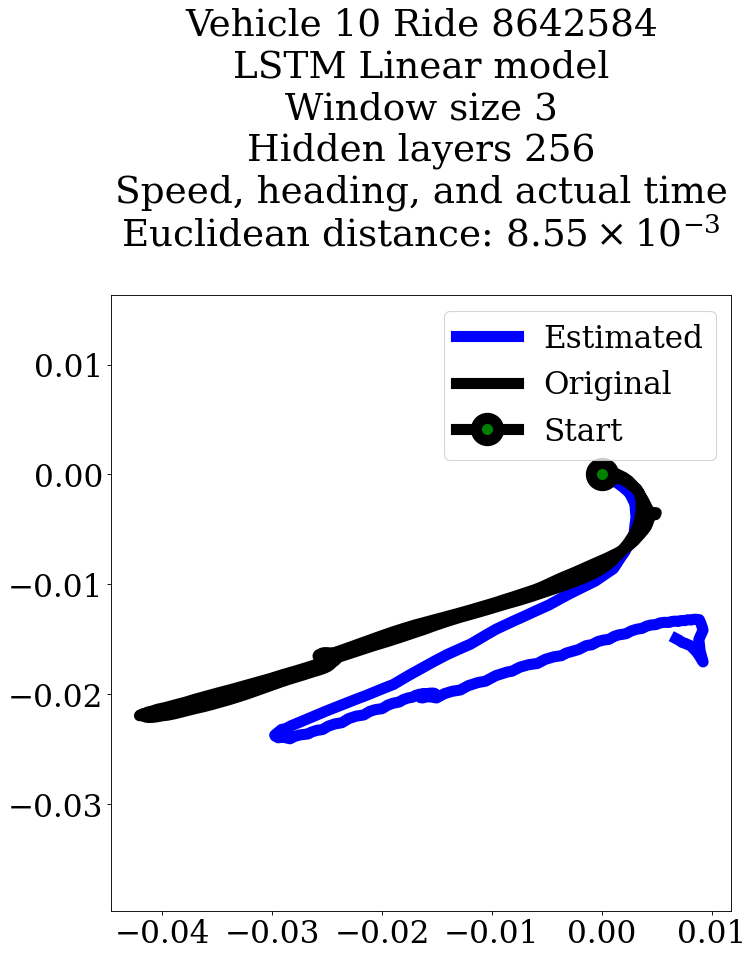 Vehicle 10 Ride 8642584
LSTM Linear model
Window size 3
Hidden layers 256
Speed, heading, and actual time
Euclidean distance: 8.55 × 10⁻³
Estimated
Original
Start
0.01
0.00
−0.01
−0.02
−0.03
−0.04 −0.03 −0.02 −0.01 0.00 0.01